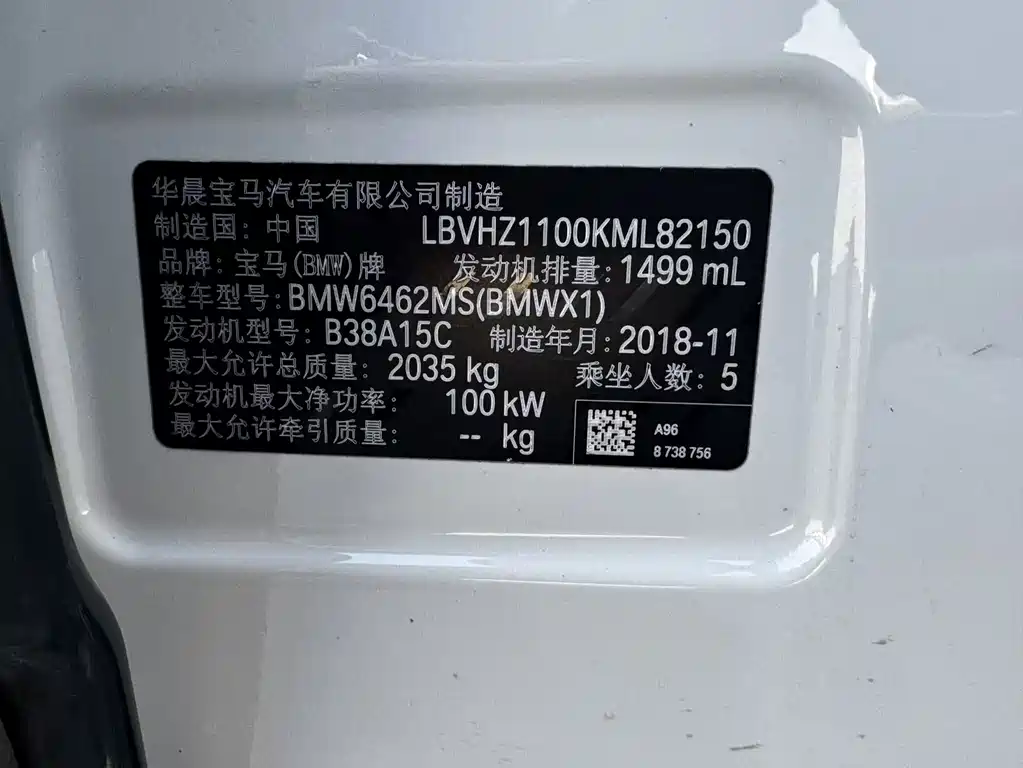 华晨宝马汽车有限公司制造
制造国: 中国 LBVHZ1100KML82150
品牌: 宝马(BMW)牌 发动机排量: 1499 mL
整车型号: BMW6462MS(BMWX1)
发动机型号: B38A15C 制造年月: 2018-11
最大允许总质量: 2035 kg 乘坐人数: 5
发动机最大净功率: 100 kW
最大允许牵引质量: -- kg
A96
8 738 756